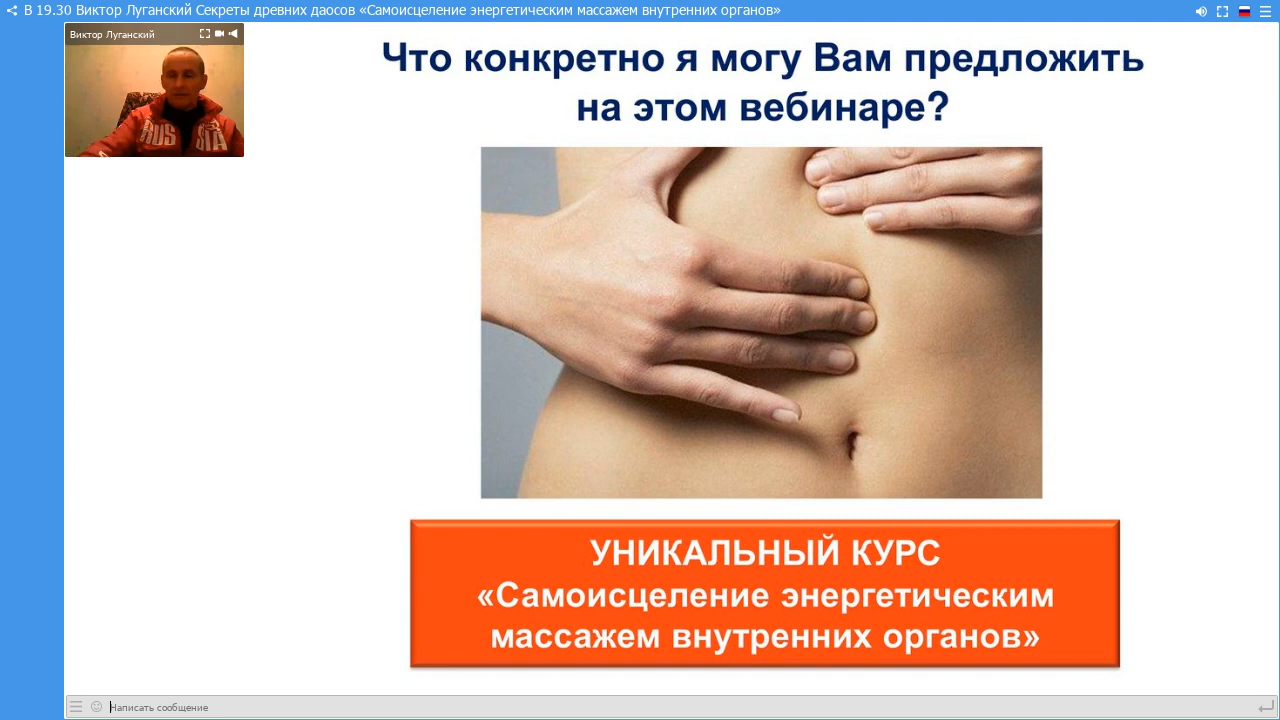 В 19.30 Виктор Луганский Секреты древних даосов «Самоисцеление энергетическим массажем внутренних органов»
Виктор Луганский
RUSSIA
Что конкретно я могу Вам предложить
на этом вебинаре?
УНИКАЛЬНЫЙ КУРС
«Самоисцеление энергетическим
массажем внутренних органов»
Написать сообщение